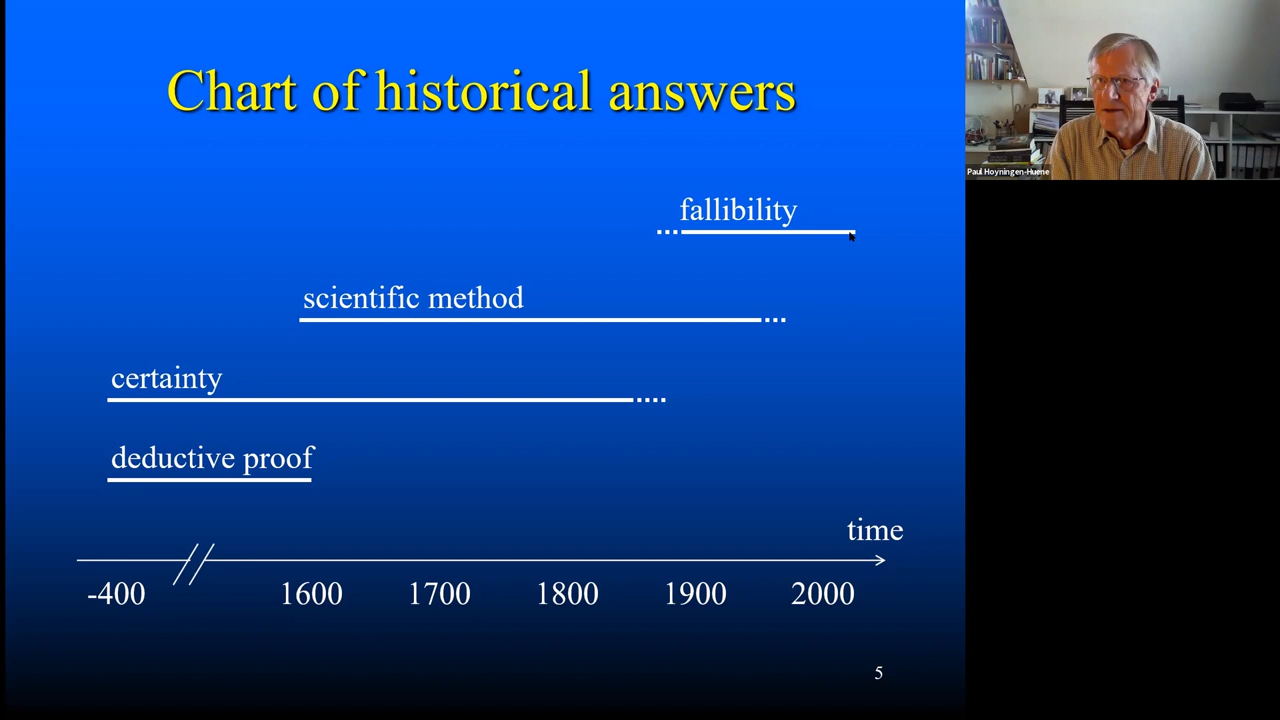 Chart of historical answers
fallibility
scientific method
certainty
deductive proof
time
-400 1600 1700 1800 1900 2000
5
Paul Hoyningen-Huene